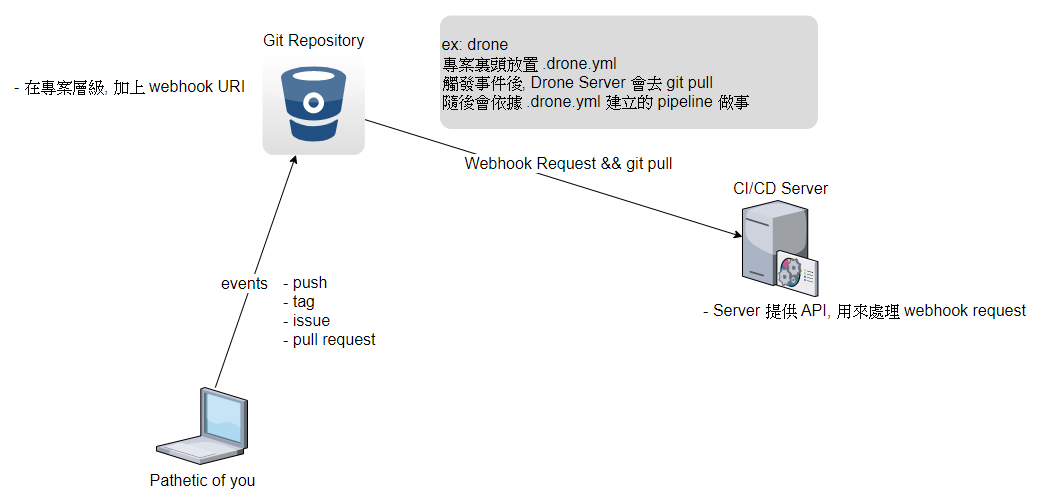 Git Repository
- 在專案層級, 加上 webhook URI
ex: drone
專案裏頭放置 .drone.yml
觸發事件後, Drone Server 會去 git pull
隨後會依據 .drone.yml 建立的 pipeline 做事
Webhook Request && git pull
CI/CD Server
- Server 提供 API, 用來處理 webhook request
events
- push
- tag
- issue
- pull request
Pathetic of you